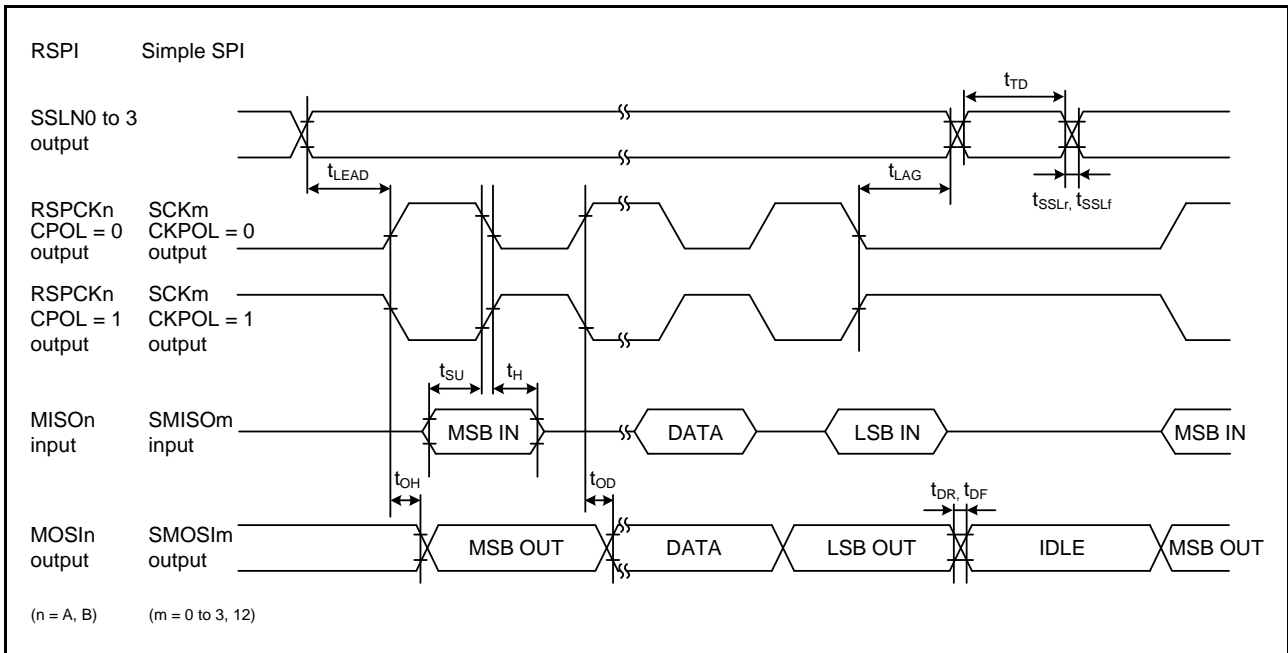 RSPI Simple SPI
tTD
SSLN0 to 3
output
tLEAD tLAG
tSSLr, tSSLf
RSPCKn SCKm
CPOL = 0 CKPOL = 0
output output
RSPCKn SCKm
CPOL = 1 CKPOL = 1
output output
tSU tH
MISOn SMISOm
input input
MSB IN DATA LSB IN MSB IN
tOH tOD tDR, tDF
MOSIn SMOSIm
output output
MSB OUT DATA LSB OUT IDLE MSB OUT
(n = A, B) (m = 0 to 3, 12)